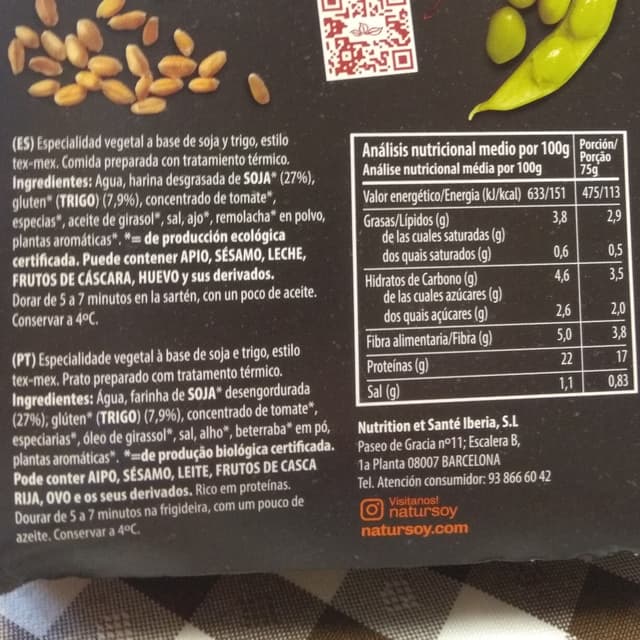 (ES) Especialidad vegetal a base de soja y trigo, estilo
tex-mex. Comida preparada con tratamiento térmico.
Ingredientes: Agua, harina desgrasada de SOJA* (27%),
gluten* (TRIGO) (7,9%), concentrado de tomate*,
especias*, aceite de girasol*, sal, ajo*, remolacha* en polvo,
plantas aromáticas*. *= de producción ecológica
certificada. Puede contener APIO, SÉSAMO, LECHE,
FRUTOS DE CÁSCARA, HUEVO y sus derivados.
Dorar de 5 a 7 minutos en la sartén, con un poco de aceite.
Conservar a 4ºC.
(PT) Especialidade vegetal à base de soja e trigo, estilo
tex-mex. Prato preparado com tratamento térmico.
Ingredientes: Água, farinha de SOJA* desengordurada
(27%); glúten* (TRIGO) (7,9%), concentrado de tomate*,
especiarias*, óleo de girassol*, sal, alho*, beterraba* em pó,
plantas aromáticas*. *=de produção biológica certificada.
Pode conter AIPO, SÉSAMO, LEITE, FRUTOS DE CASCA
RIJA, OVO e os seus derivados. Rico em proteínas.
Dourar de 5 a 7 minutos na frigideira, com um pouco de
azeite. Conservar a 4ºC.
Análisis nutricional medio por 100g Porción/
Análise nutricional média por 100g Porção
75g
Valor energético/Energia (kJ/kcal) 633/151 475/113
Grasas/Lípidos (g) 3,8 2,9
de las cuales saturadas (g)
dos quais saturados (g) 0,6 0,5
Hidratos de Carbono (g) 4,6 3,5
de las cuales azúcares (g)
dos quais açúcares (g) 2,6 2,0
Fibra alimentaria/Fibra (g) 5,0 3,8
Proteínas (g) 22 17
Sal (g) 1,1 0,83
Nutrition et Santé Iberia, S.L
Paseo de Gracia nº11; Escalera B,
1a Planta 08007 BARCELONA
Tel. Atención consumidor: 93 866 60 42
Visitanos!
natursoy
natursoy.com